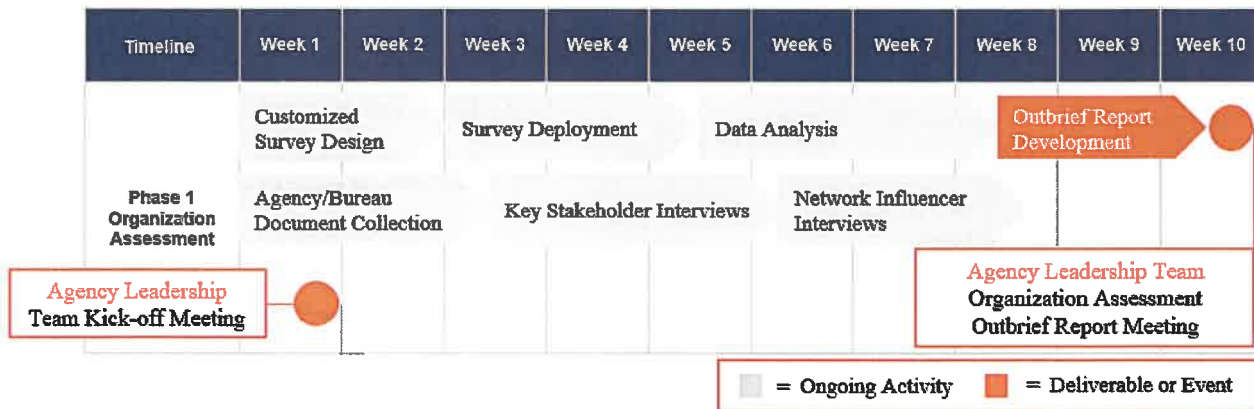 Timeline
Week 1
Week 2
Week 3
Week 4
Week 5
Week 6
Week 7
Week 8
Week 9
Week 10
Customized
Survey Design
Survey Deployment
Data Analysis
Outbrief Report
Development
Phase 1
Organization
Assessment
Agency/Bureau
Document Collection
Key Stakeholder Interviews
Network Influencer
Interviews
Agency Leadership
Team Kick-off Meeting
Agency Leadership Team
Organization Assessment
Outbrief Report Meeting
= Ongoing Activity
= Deliverable or Event